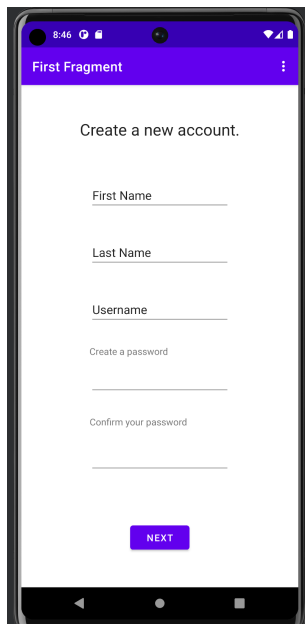 8:46
First Fragment
Create a new account.
First Name
Last Name
Username
Create a password
Confirm your password
NEXT